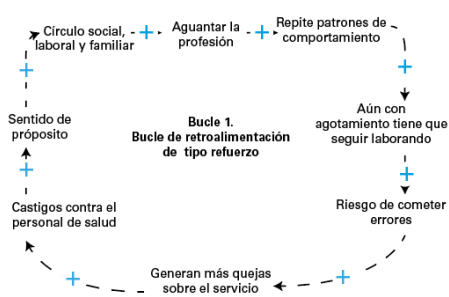 Círculo social,
laboral y familiar
Aguantar la
profesión
Repite patrones de
comportamiento
Aún con
agotamiento tiene que
seguir laborando
Riesgo de cometer
errores
Generan más quejas
sobre el servicio
Castigos contra el
personal de salud
Sentido de
próposito
Bucle 1.
Bucle de retroalimentación
de tipo refuerzo